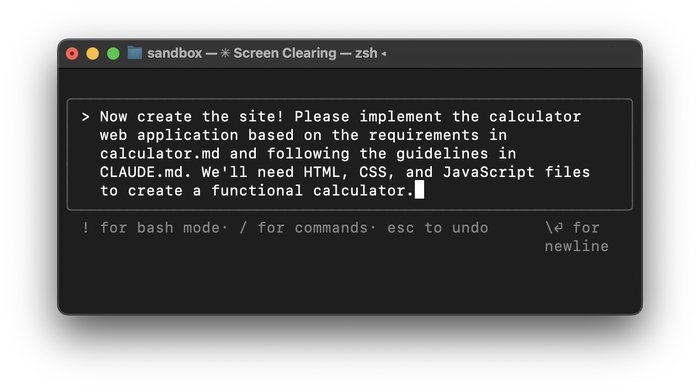 sandbox — ✳ Screen Clearing — zsh ◂
> Now create the site! Please implement the calculator
web application based on the requirements in
calculator.md and following the guidelines in
CLAUDE.md. We'll need HTML, CSS, and JavaScript files
to create a functional calculator.
! for bash mode· / for commands· esc to undo
\⏎ for
newline